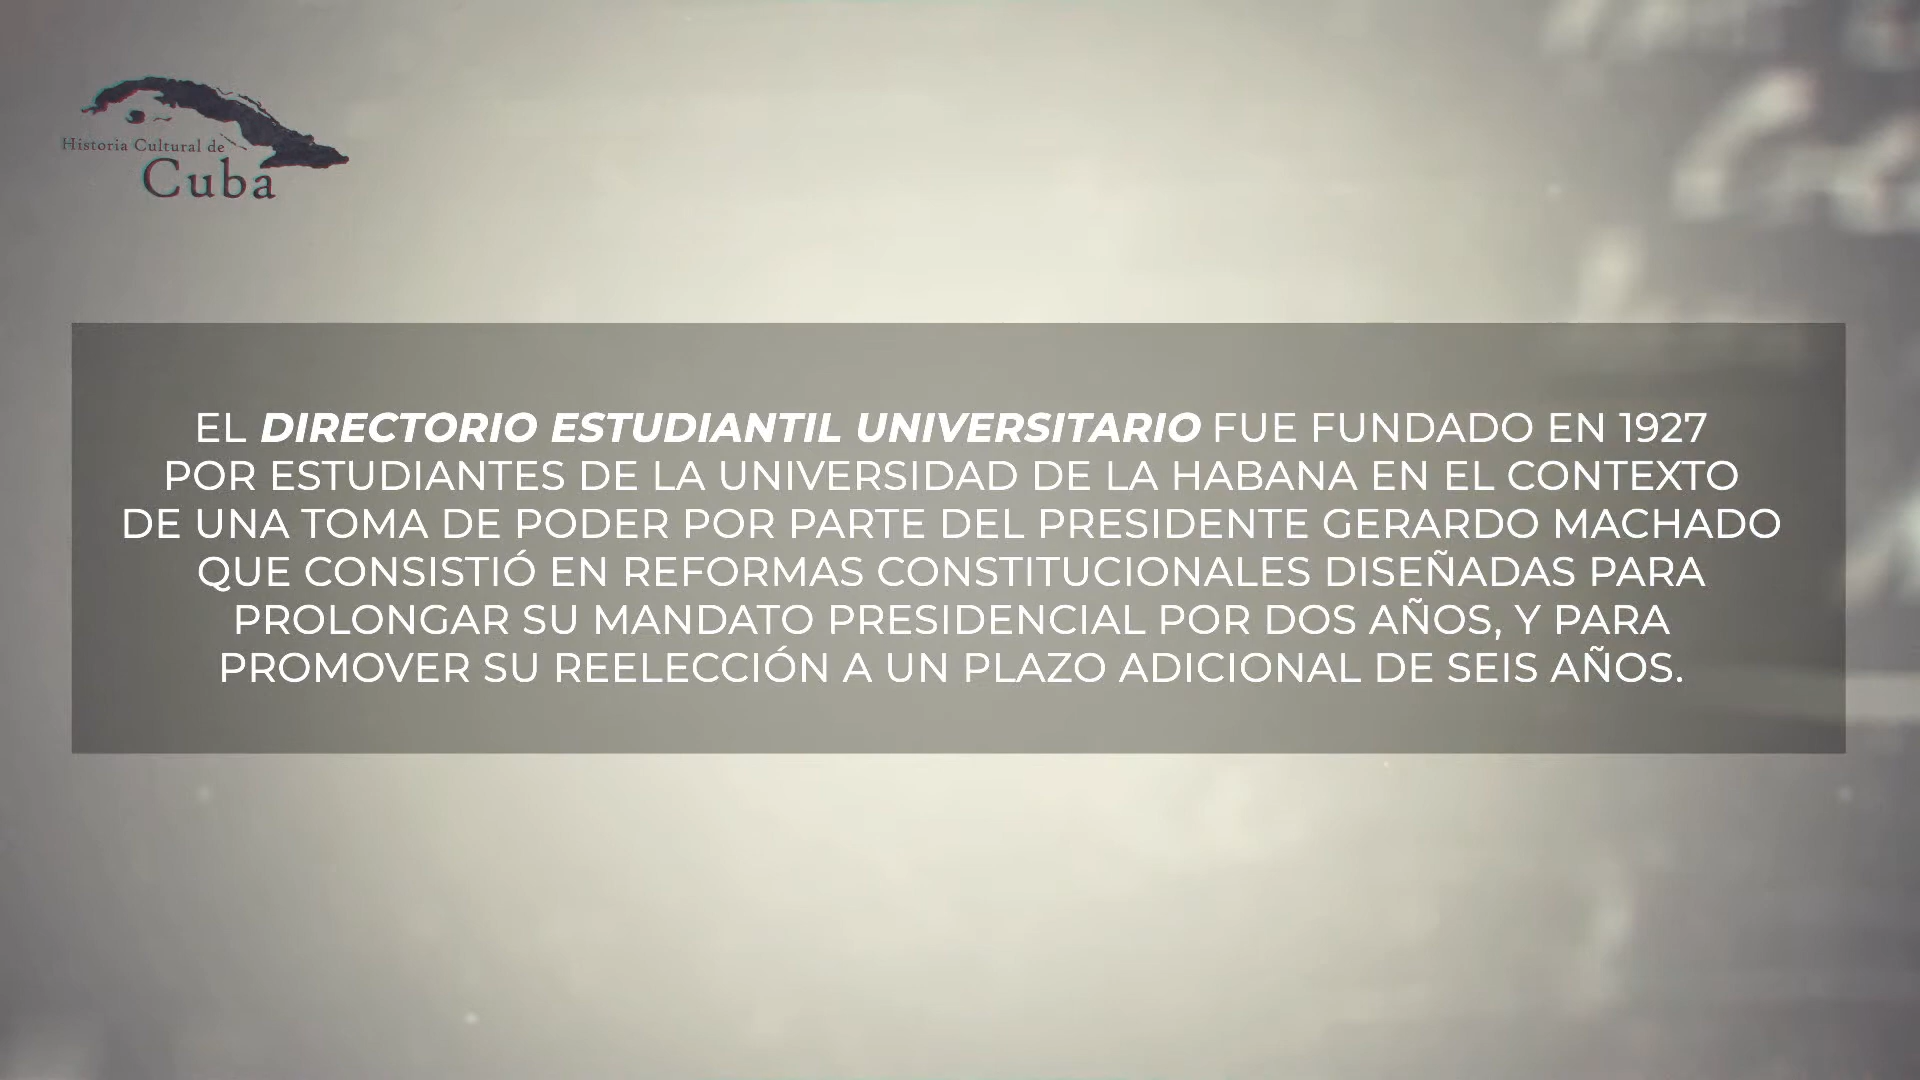 Historia Cultural de
Cuba
EL DIRECTORIO ESTUDIANTIL UNIVERSITARIO FUE FUNDADO EN 1927
POR ESTUDIANTES DE LA UNIVERSIDAD DE LA HABANA EN EL CONTEXTO
DE UNA TOMA DE PODER POR PARTE DEL PRESIDENTE GERARDO MACHADO
QUE CONSISTIÓ EN REFORMAS CONSTITUCIONALES DISEÑADAS PARA
PROLONGAR SU MANDATO PRESIDENCIAL POR DOS AÑOS, Y PARA
PROMOVER SU REELECCIÓN A UN PLAZO ADICIONAL DE SEIS AÑOS.